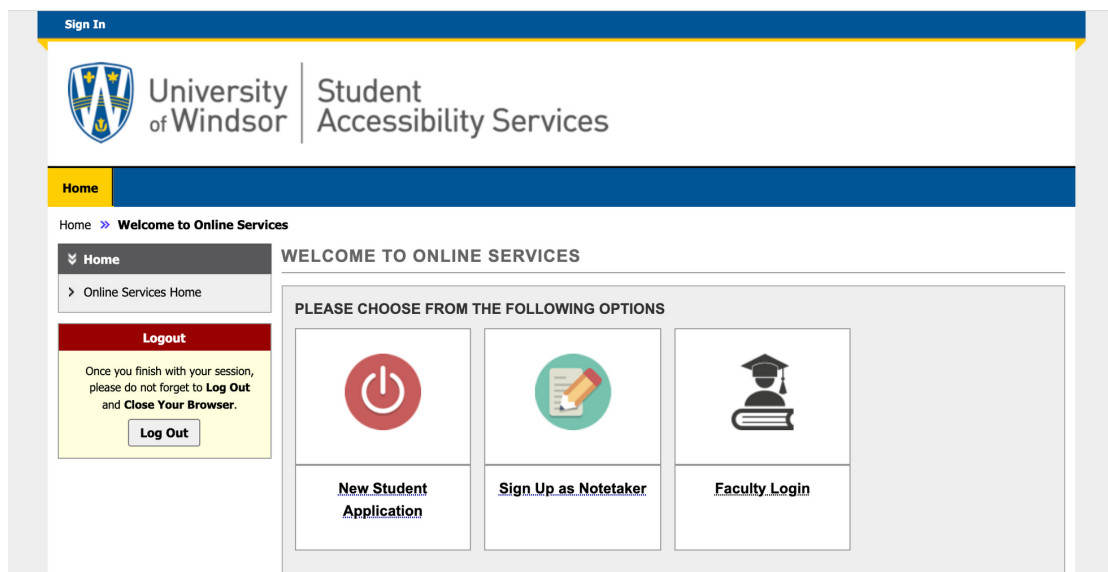 Sign In
University of Windsor
Student Accessibility Services
Home
Home » Welcome to Online Services
Home
Online Services Home
Logout
Once you finish with your session,
please do not forget to Log Out
and Close Your Browser.
Log Out
WELCOME TO ONLINE SERVICES
PLEASE CHOOSE FROM THE FOLLOWING OPTIONS
New Student
Application
Sign Up as Notetaker
Faculty Login